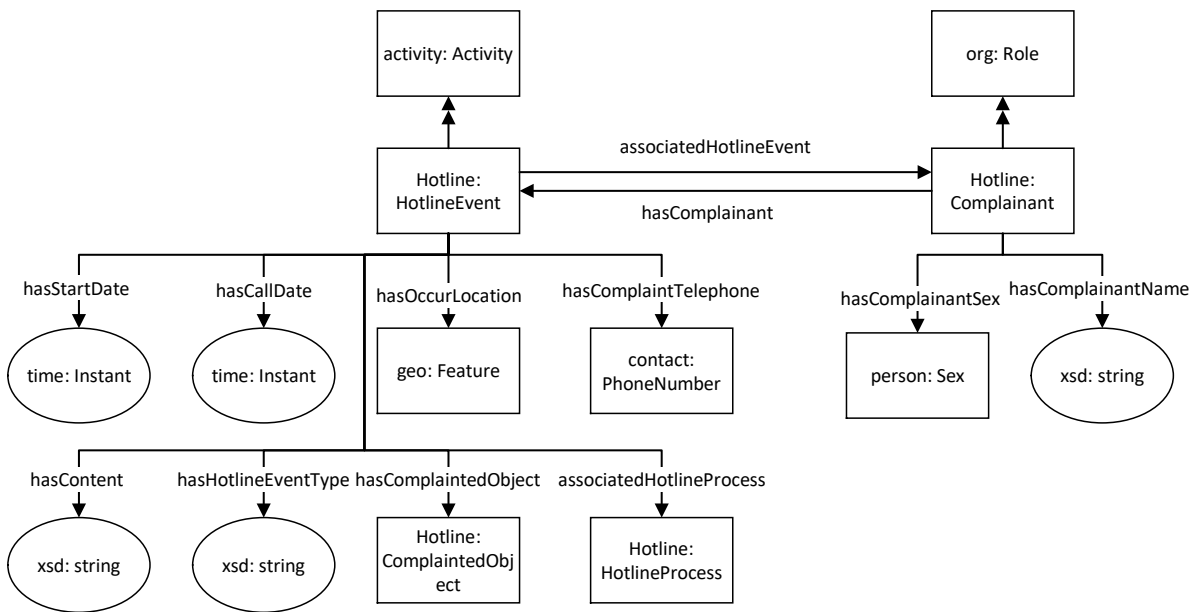 activity: Activity
org: Role
associatedHotlineEvent
Hotline:
HotlineEvent
Hotline:
Complainant
hasComplainant
hasStartDate
hasCallDate
hasOccurLocation
hasComplaintTelephone
hasComplainantSex
hasComplainantName
time: Instant
time: Instant
geo: Feature
contact:
PhoneNumber
person: Sex
xsd: string
hasContent
hasHotlineEventType
hasComplaintedObject
associatedHotlineProcess
xsd: string
xsd: string
Hotline:
ComplaintedObj
ect
Hotline:
HotlineProcess